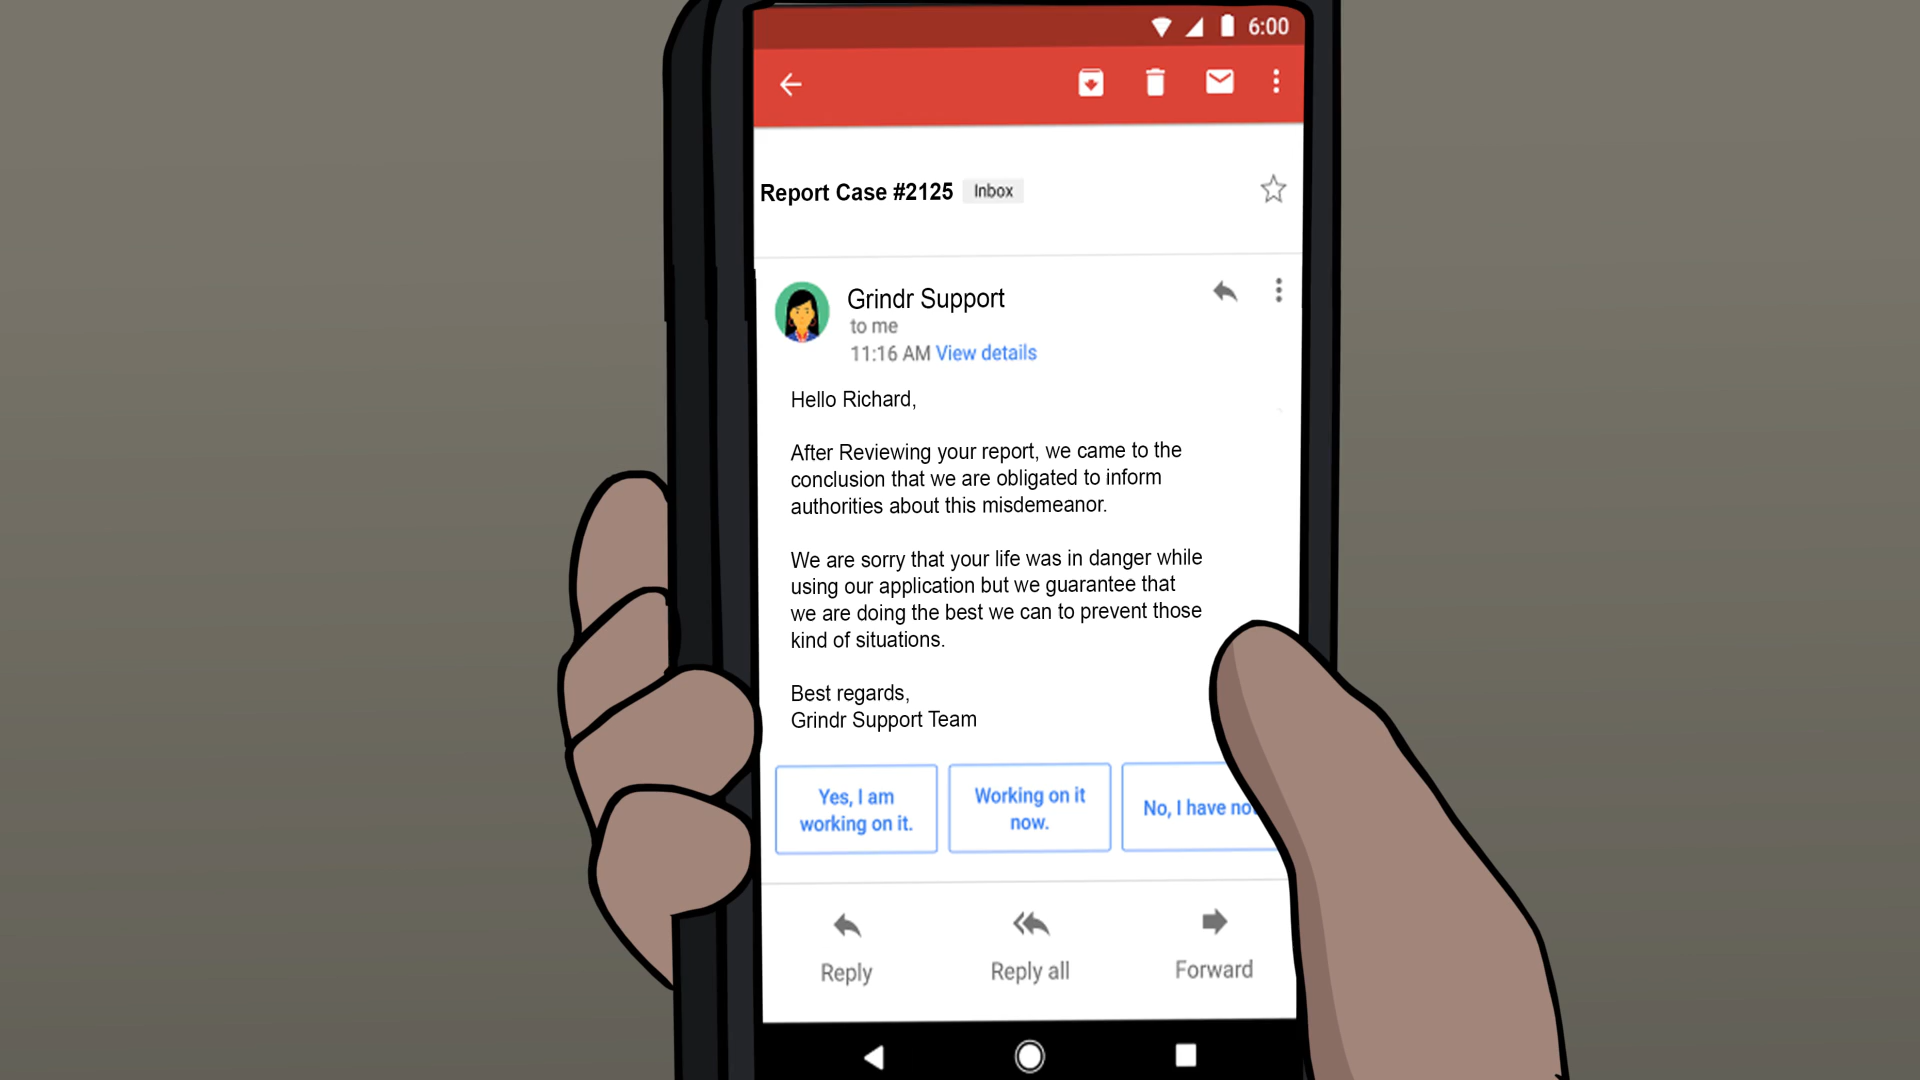 6:00
Report Case #2125 Inbox
Grindr Support
to me
11:16 AM View details
Hello Richard,
After Reviewing your report, we came to the
conclusion that we are obligated to inform
authorities about this misdemeanor.
We are sorry that your life was in danger while
using our application but we guarantee that
we are doing the best we can to prevent those
kind of situations.
Best regards,
Grindr Support Team
Yes, I am
working on it.
Working on it
now.
No, I have
Reply
Reply all
Forward